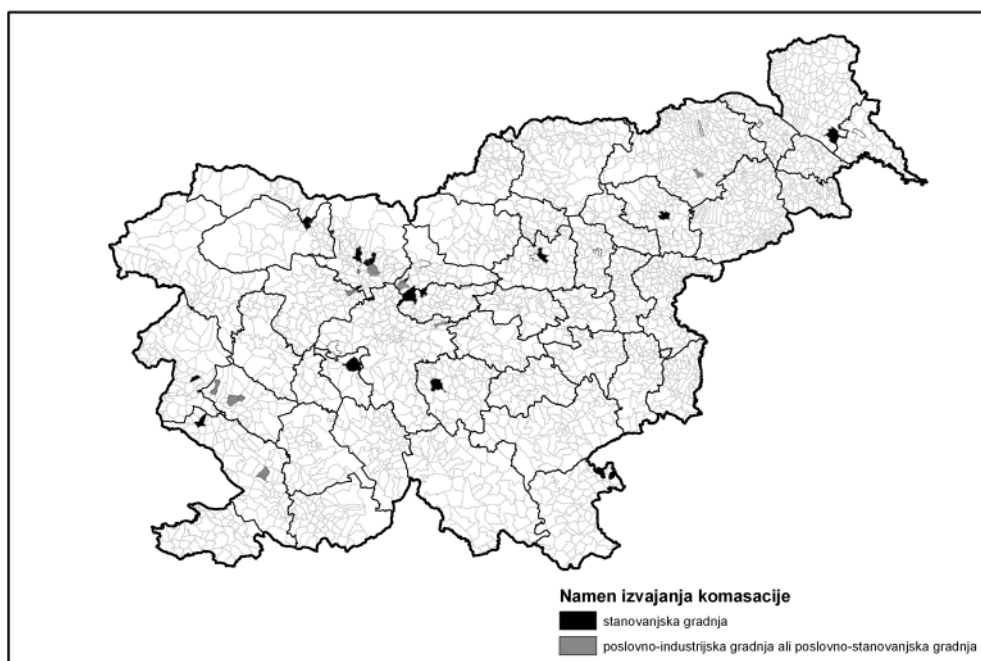 Namen izvajanja komasacije
stanovanjska gradnja
poslovno-industrijska gradnja ali poslovno-stanovanjska gradnja